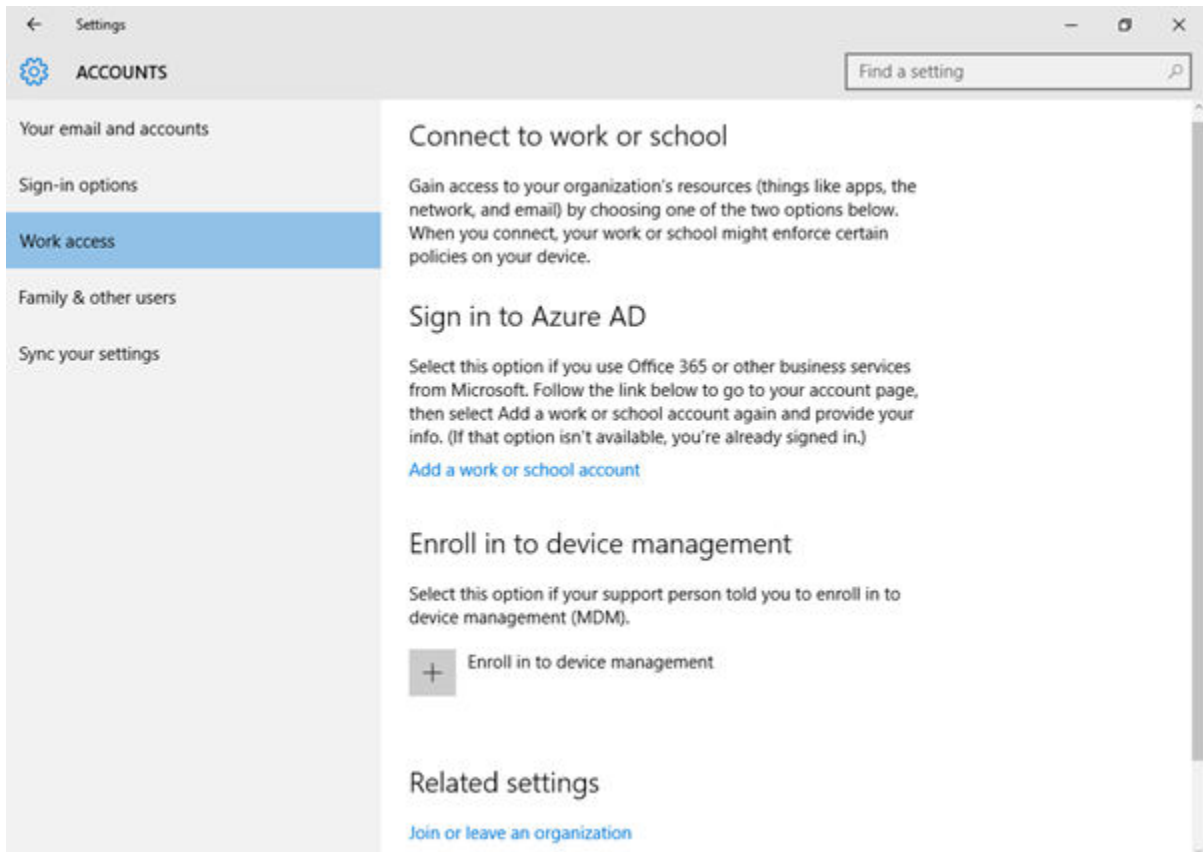 Settings
ACCOUNTS
Find a setting
Your email and accounts
Sign-in options
Work access
Family & other users
Sync your settings
Connect to work or school
Gain access to your organization's resources (things like apps, the
network, and email) by choosing one of the two options below.
When you connect, your work or school might enforce certain
policies on your device.
Sign in to Azure AD
Select this option if you use Office 365 or other business services
from Microsoft. Follow the link below to go to your account page,
then select Add a work or school account again and provide your
info. (If that option isn't available, you're already signed in.)
Add a work or school account
Enroll in to device management
Select this option if your support person told you to enroll in to
device management (MDM).
Enroll in to device management
Related settings
Join or leave an organization